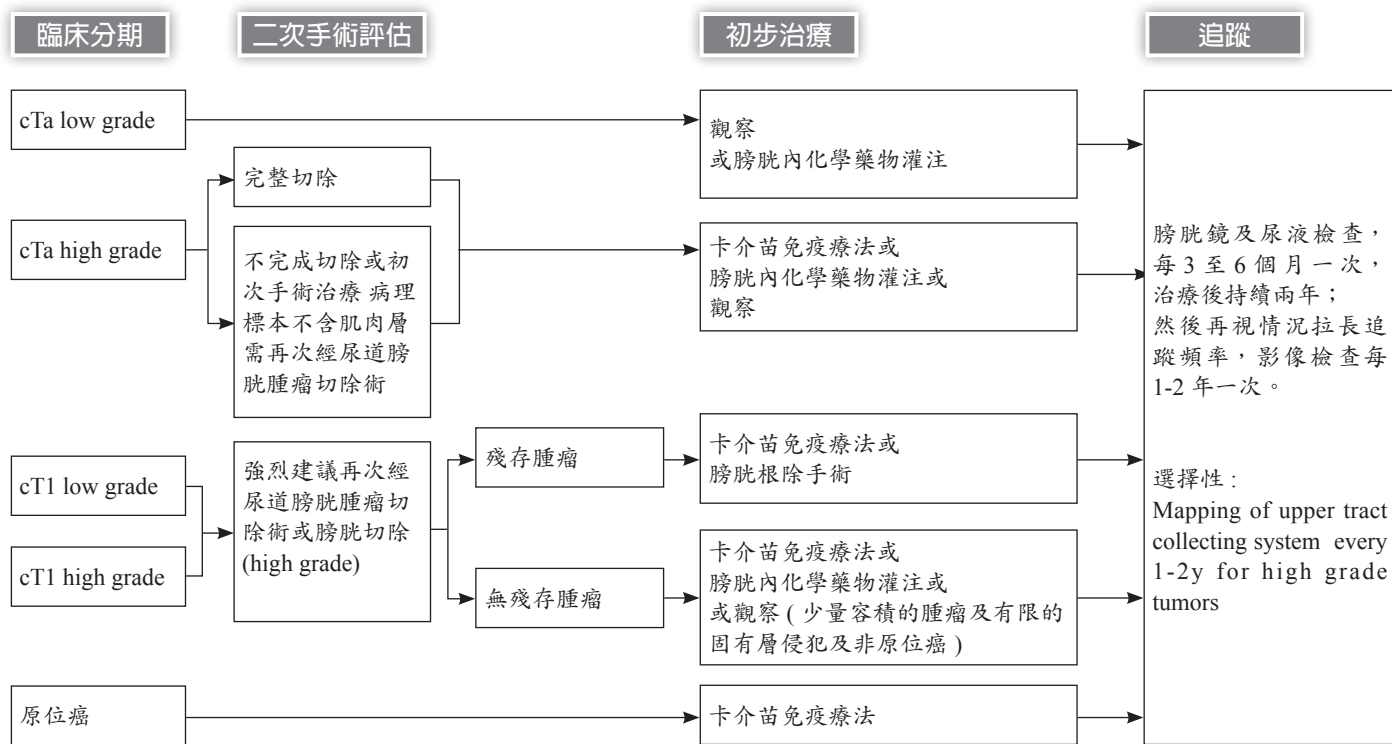 臨床分期
二次手術評估
初步治療
追蹤
cTa low grade
觀察
或膀胱內化學藥物灌注
cTa high grade
完整切除
不完成切除或初
次手術治療 病理
標本不含肌肉層
需再次經尿道膀
胱腫瘤切除術
卡介苗免疫療法或
膀胱內化學藥物灌注或
觀察
cT1 low grade
cT1 high grade
強烈建議再次經
尿道膀胱腫瘤切
除術或膀胱切除
(high grade)
殘存腫瘤
卡介苗免疫療法或
膀胱根除手術
無殘存腫瘤
卡介苗免疫療法或
膀胱內化學藥物灌注或
或觀察 ( 少量容積的腫瘤及有限的
固有層侵犯及非原位癌 )
原位癌
卡介苗免疫療法
膀胱鏡及尿液檢查，
每 3 至 6 個月一次，
治療後持續兩年；
然後再視情況拉長追
蹤頻率，影像檢查每
1-2 年一次。
選擇性 :
Mapping of upper tract
collecting system every
1-2y for high grade
tumors